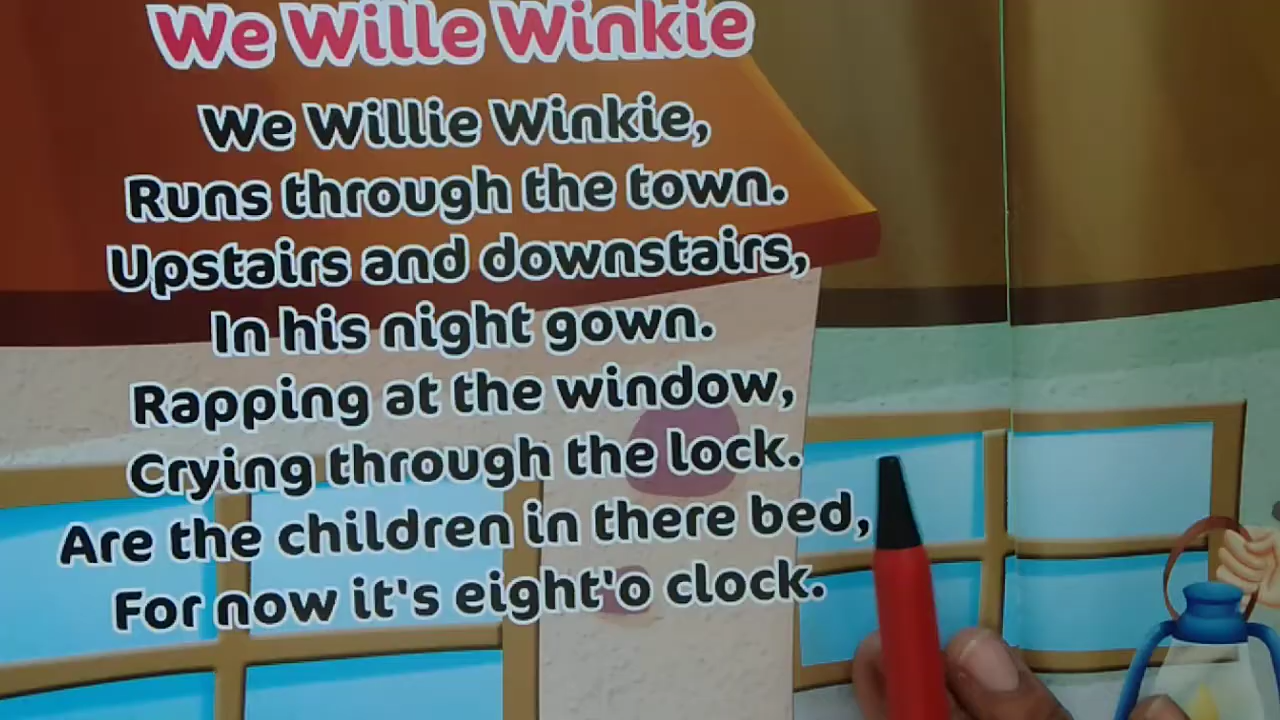 We Wille Winkie
We Willie Winkie,
Runs through the town.
Upstairs and downstairs,
In his night gown.
Rapping at the window,
Crying through the lock.
Are the children in there bed,
For now it's eight'o clock.